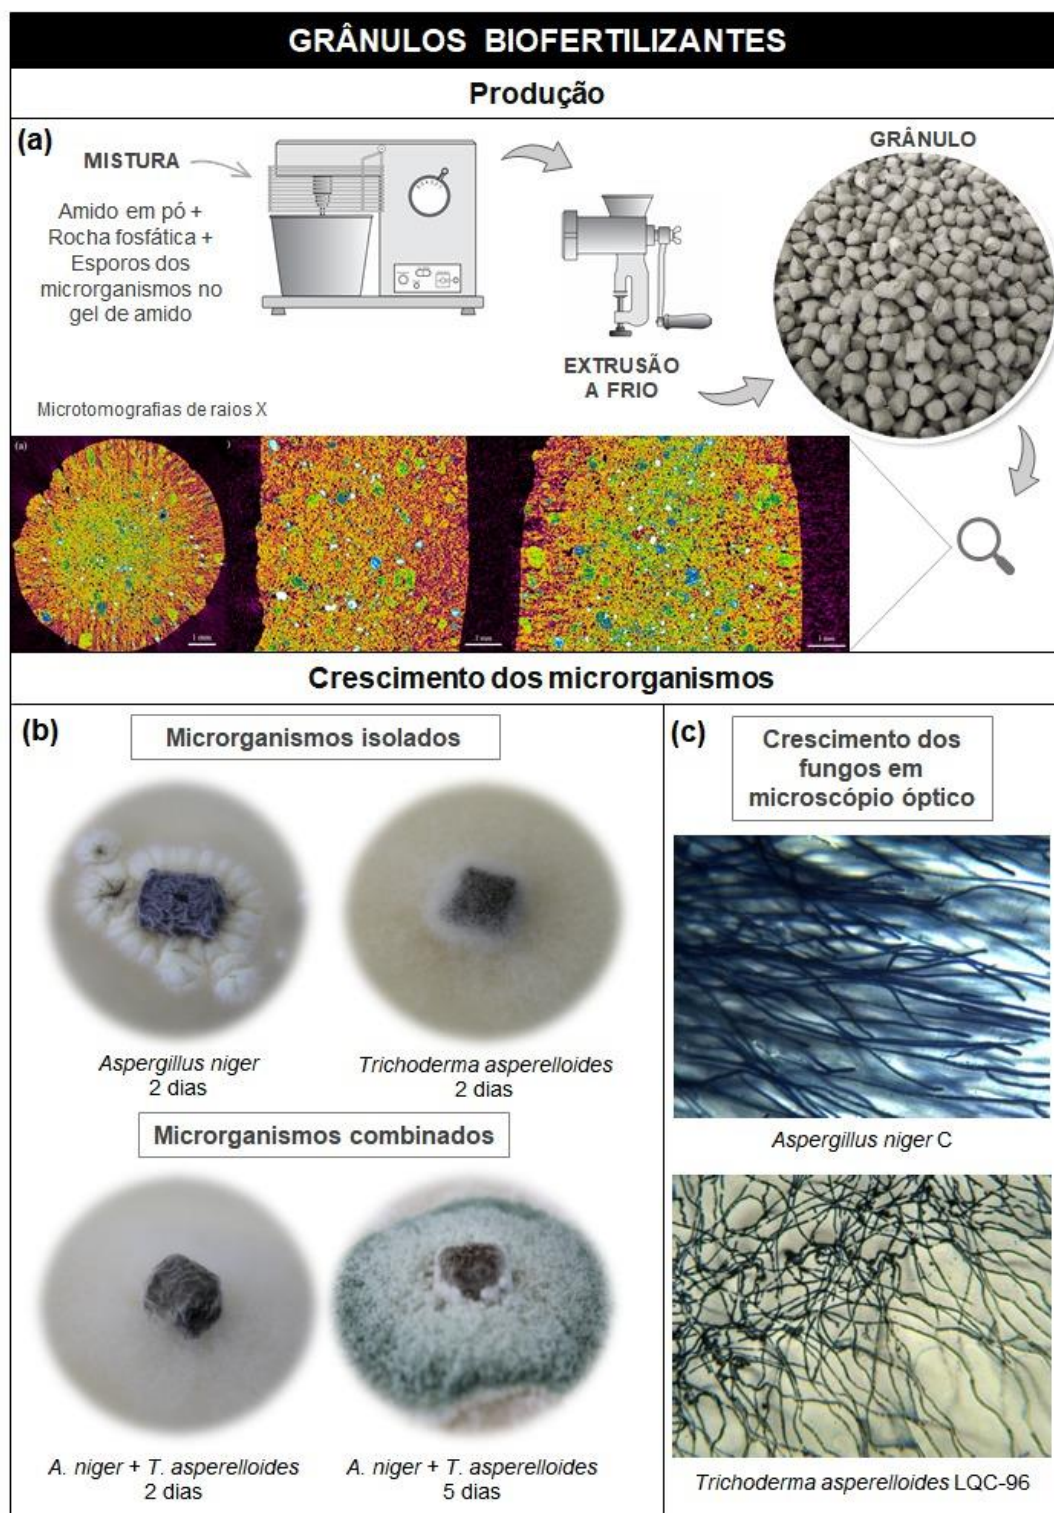 GRÂNULOS BIOFERTILIZANTES
Produção
(a)
MISTURA
Amido em pó +
Rocha fosfática +
Esporos dos
microrganismos no
gel de amido
EXTRUSÃO
A FRIO
GRÂNULO
Microtomografias de raios X
(a)
)
1 mm
1 mm
1 mm
Crescimento dos microrganismos
(b)
Microrganismos isolados
Aspergillus niger
2 dias
Trichoderma asperelloides
2 dias
Microrganismos combinados
A. niger + T. asperelloides
2 dias
A. niger + T. asperelloides
5 dias
(c)
Crescimento dos
fungos em
microscópio óptico
Aspergillus niger C
Trichoderma asperelloides LQC-96